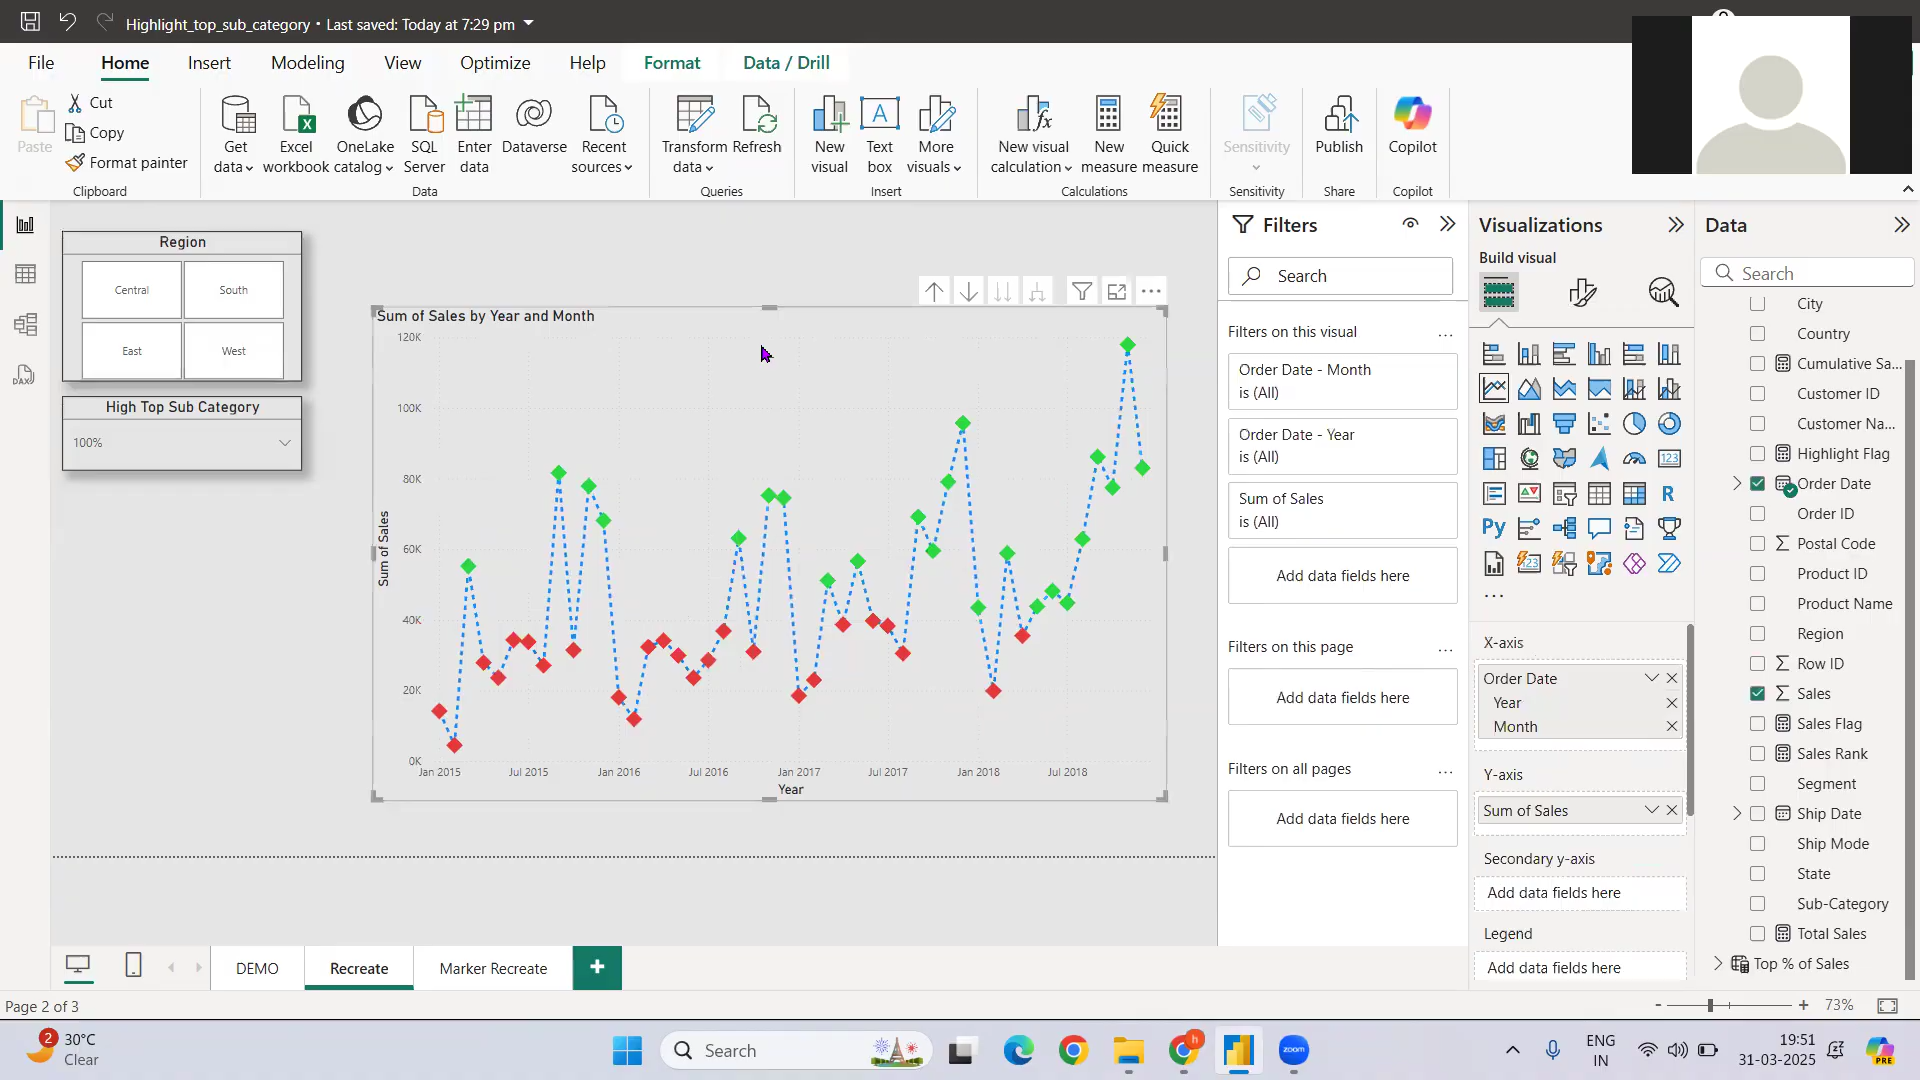 Highlight_top_sub_category • Last saved: Today at 7:29 pm
File Home Insert Modeling View Optimize Help Format Data / Drill
Paste
Cut
Copy
Format painter
Clipboard
Get data
Excel workbook
OneLake catalog
SQL Server
Enter data
Dataverse
Recent sources
Data
Transform data
Refresh
Queries
New visual
Text box
More visuals
Insert
New visual calculation
New measure
Quick measure
Calculations
Sensitivity
Sensitivity
Publish
Share
Copilot
Copilot
Region
Central South
East West
High Top Sub Category
100%
Sum of Sales by Year and Month
120K
100K
80K
60K
40K
20K
0K
Sum of Sales
Jan 2015 Jul 2015 Jan 2016 Jul 2016 Jan 2017 Jul 2017 Jan 2018 Jul 2018
Year
Filters
Search
Filters on this visual ...
Order Date - Month
is (All)
Order Date - Year
is (All)
Sum of Sales
is (All)
Add data fields here
Filters on this page ...
Add data fields here
Filters on all pages ...
Add data fields here
Visualizations
Build visual
123
R
Py
...
X-axis
Order Date
Year
Month
Y-axis
Sum of Sales
Secondary y-axis
Add data fields here
Legend
Add data fields here
Data
Search
City
Country
Cumulative Sa...
Customer ID
Customer Na...
Highlight Flag
Order Date
Order ID
Postal Code
Product ID
Product Name
Region
Row ID
Sales
Sales Flag
Sales Rank
Segment
Ship Date
Ship Mode
State
Sub-Category
Total Sales
Top % of Sales
DEMO Recreate Marker Recreate +
Page 2 of 3
- + 73%
2
30°C
Clear
Search
h
zoom
ENG
IN
19:51
31-03-2025
PRE